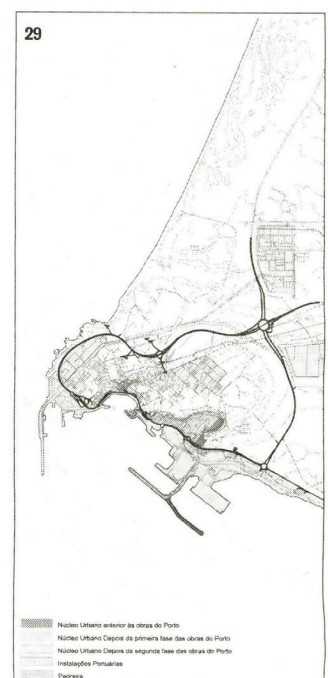 29
Núcleo Urbano anterior às obras do Porto
Núcleo Urbano Depois da primeira fase das obras do Porto
Núcleo Urbano Depois da segunda fase das obras do Porto
Instalações Portuárias
Pedreira